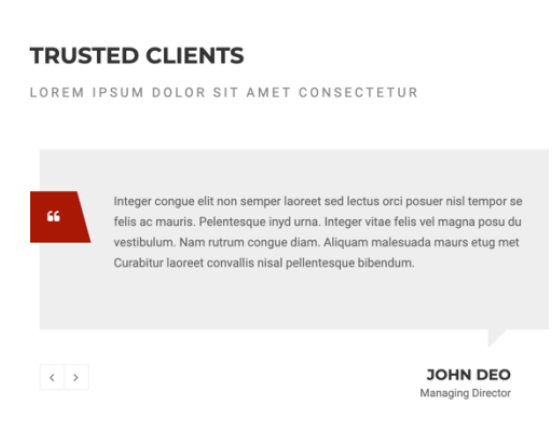 TRUSTED CLIENTS
LOREM IPSUM DOLOR SIT AMET CONSECTETUR
“
Integer congue elit non semper laoreet sed lectus orci posuer nisl tempor se
felis ac mauris. Pelentesque inyd urna. Integer vitae felis vel magna posu du
vestibulum. Nam rutrum congue diam. Aliquam malesuada maurs etug met
Curabitur laoreet convallis nisal pellentesque bibendum.
JOHN DEO
Managing Director